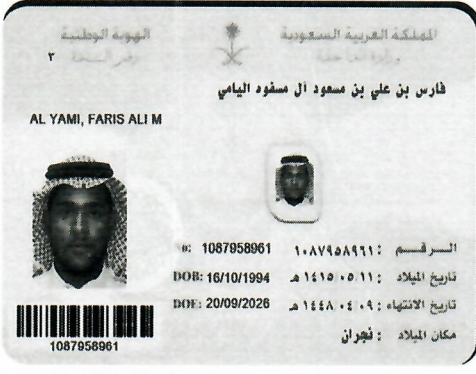 المملكة العربية السعودية
الهوية الوطنية
وزارة الداخلية
٢
فارس بن علي بن مسعود آل مسفود اليامي
AL YAMI, FARIS ALI M
الرقم : ١٠٨٧٩٥٨٩٦١ 1087958961
تاريخ الميلاد : ١٤١٥/٠٥/١١ هـ DOB: 16/10/1994
تاريخ الانتهاء : ١٤٤٨/٠٤/٠٩ هـ DOE: 20/09/2026
مكان الميلاد : نجران
1087958961